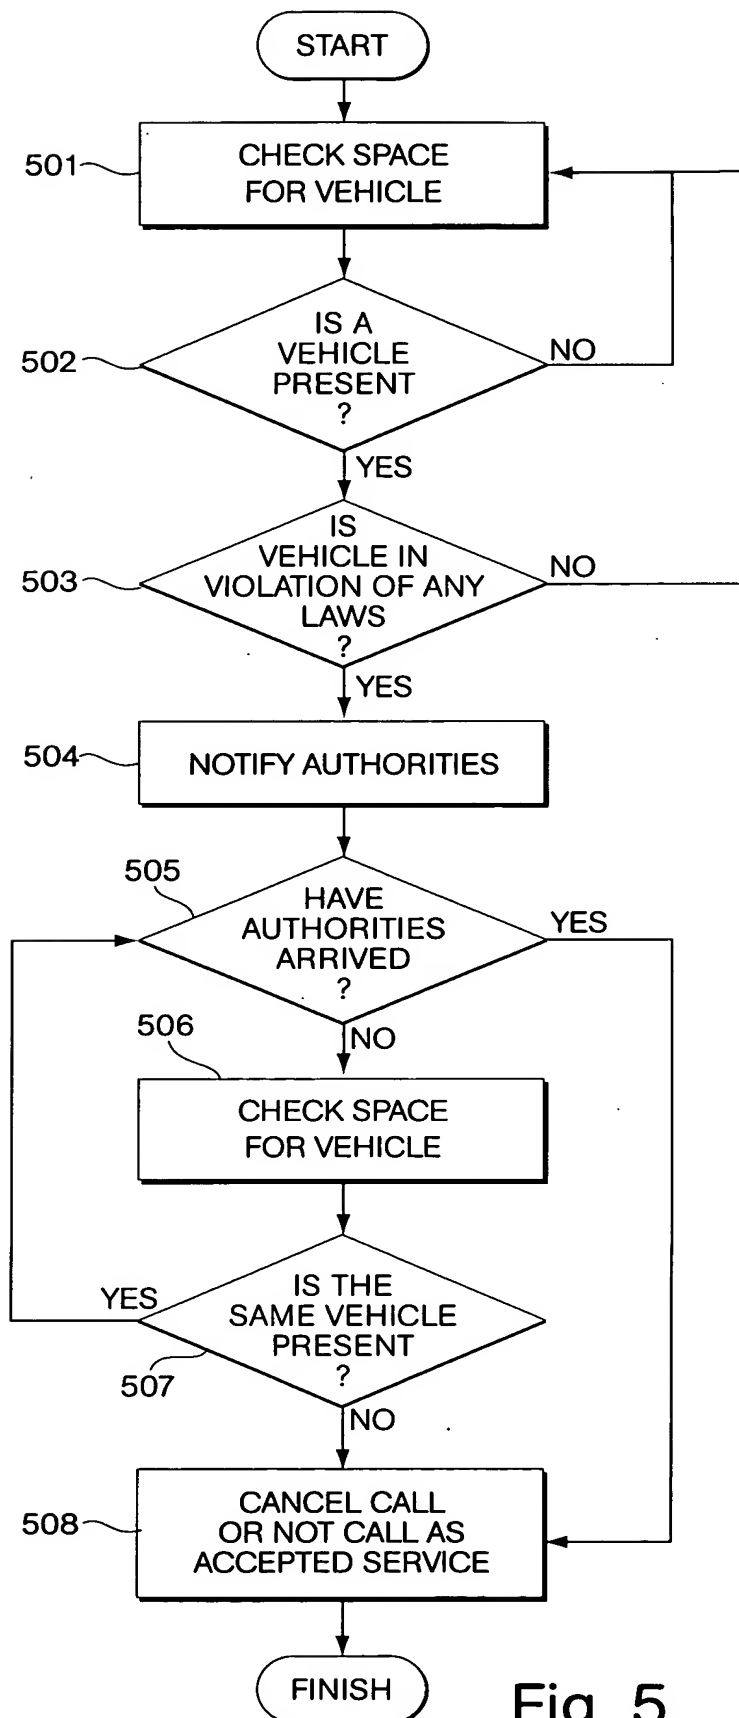 START
501
CHECK SPACE
FOR VEHICLE
502
IS A
VEHICLE
PRESENT
?
NO
YES
503
IS
VEHICLE IN
VIOLATION OF ANY
LAWS
?
NO
YES
504
NOTIFY AUTHORITIES
505
HAVE
AUTHORITIES
ARRIVED
?
YES
NO
506
CHECK SPACE
FOR VEHICLE
YES
IS THE
SAME VEHICLE
PRESENT
?
507
NO
508
CANCEL CALL
OR NOT CALL AS
ACCEPTED SERVICE
FINISH
Fig. 5